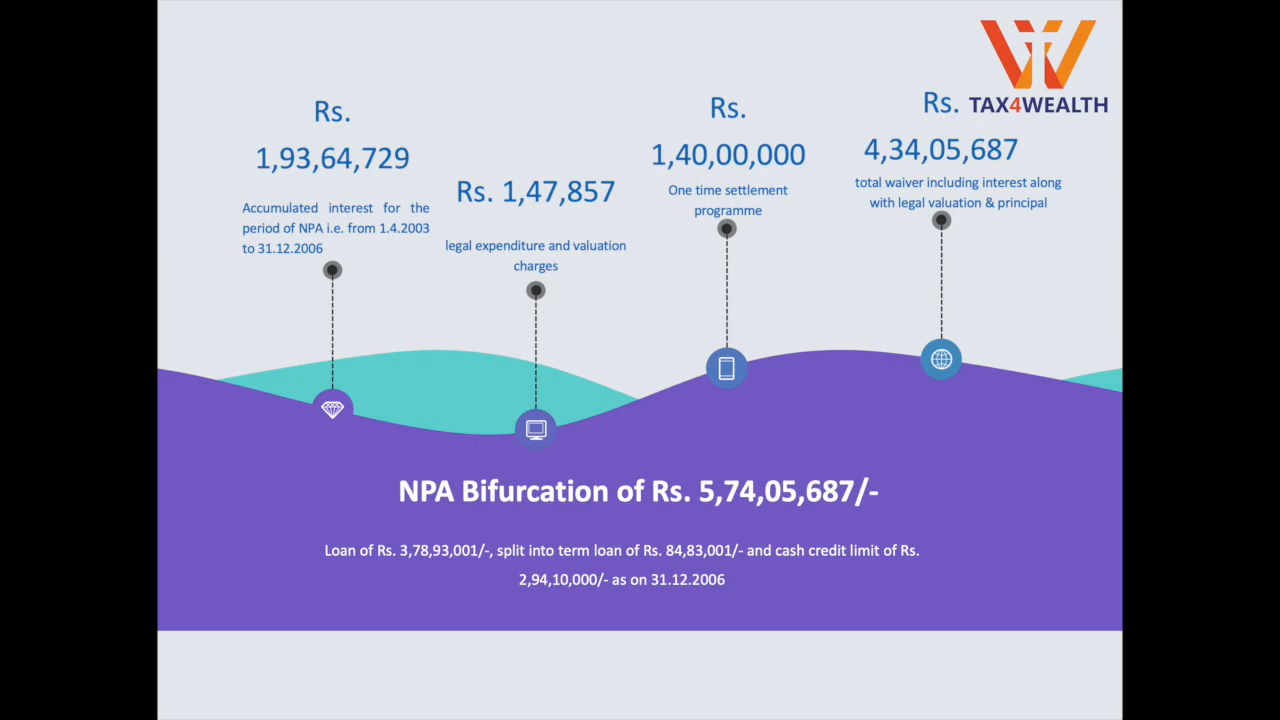 TAX4WEALTH
Rs.
1,93,64,729
Accumulated interest for the
period of NPA i.e. from 1.4.2003
to 31.12.2006
Rs. 1,47,857
legal expenditure and valuation
charges
Rs.
1,40,00,000
One time settlement
programme
Rs.
4,34,05,687
total waiver including interest along
with legal valuation & principal
NPA Bifurcation of Rs. 5,74,05,687/-
Loan of Rs. 3,78,93,001/-, split into term loan of Rs. 84,83,001/- and cash credit limit of Rs.
2,94,10,000/- as on 31.12.2006